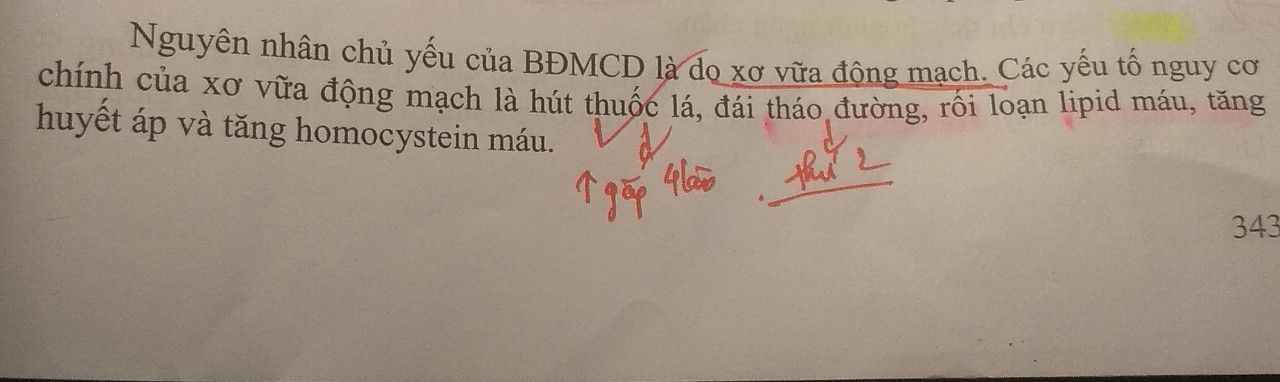 Nguyên nhân chủ yếu của BĐMCD là do xơ vữa động mạch. Các yếu tố nguy cơ
chính của xơ vữa động mạch là hút thuốc lá, đái tháo đường, rối loạn lipid máu, tăng
huyết áp và tăng homocystein máu.
↑ gấp 4 lần
thứ 2
343